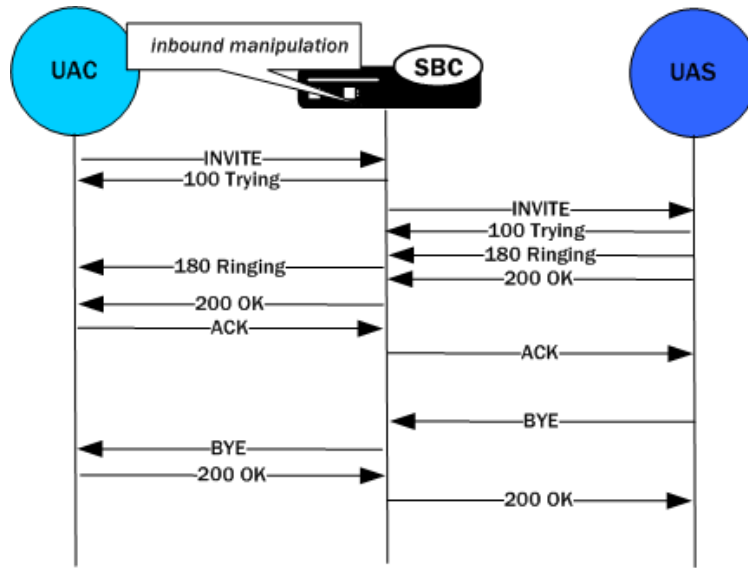 inbound manipulation
UAC
SBC
UAS
INVITE
100 Trying
INVITE
100 Trying
180 Ringing
180 Ringing
200 OK
200 OK
ACK
ACK
BYE
BYE
200 OK
200 OK